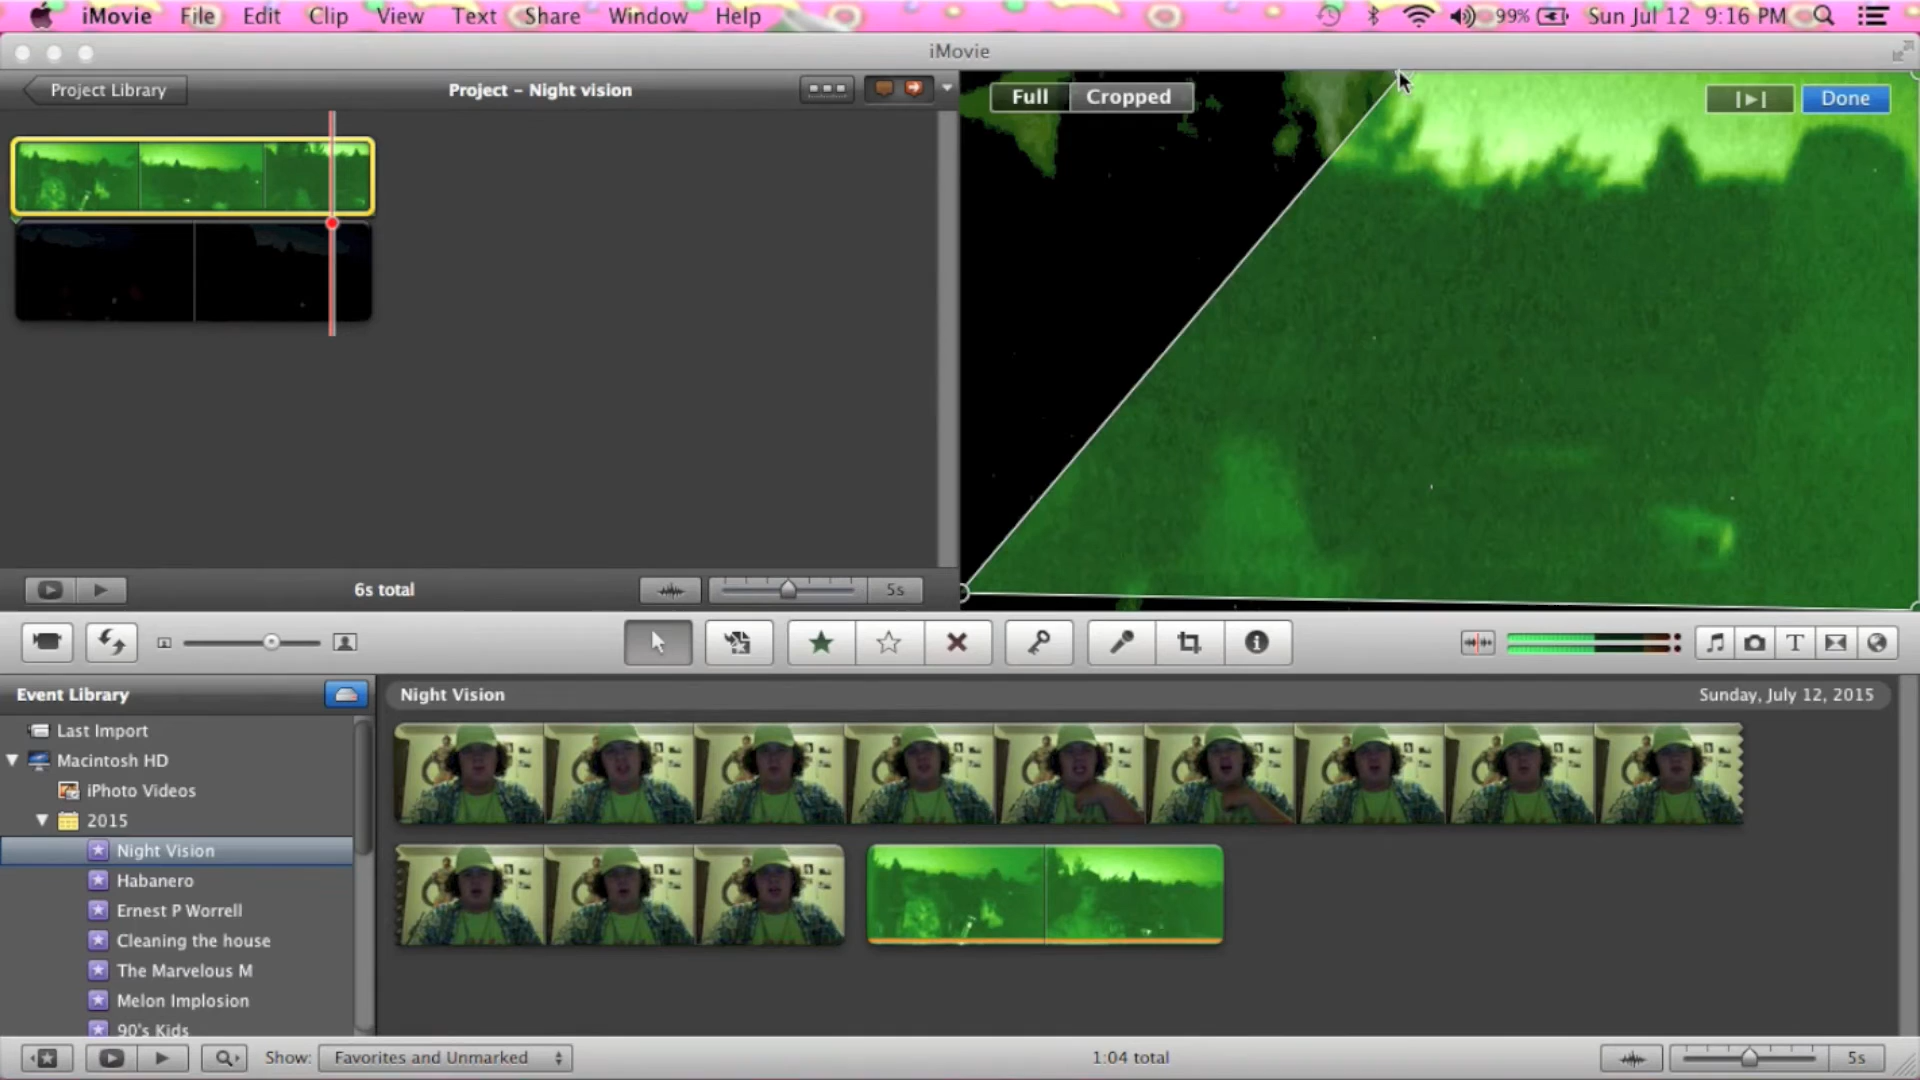 iMovie File Edit Clip View Text Share Window Help 99% Sun Jul 12 9:16 PM
iMovie
Project Library Project – Night vision
Full Cropped Done
6s total 5s
Event Library
Night Vision Sunday, July 12, 2015
Last Import
Macintosh HD
iPhoto Videos
2015
Night Vision
Habanero
Ernest P Worrell
Cleaning the house
The Marvelous M
Melon Implosion
90's Kids
Show: Favorites and Unmarked 1:04 total 5s